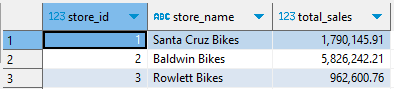 123 store_id ABC store_name 123 total_sales
1 1 Santa Cruz Bikes 1,790,145.91
2 2 Baldwin Bikes 5,826,242.21
3 3 Rowlett Bikes 962,600.76